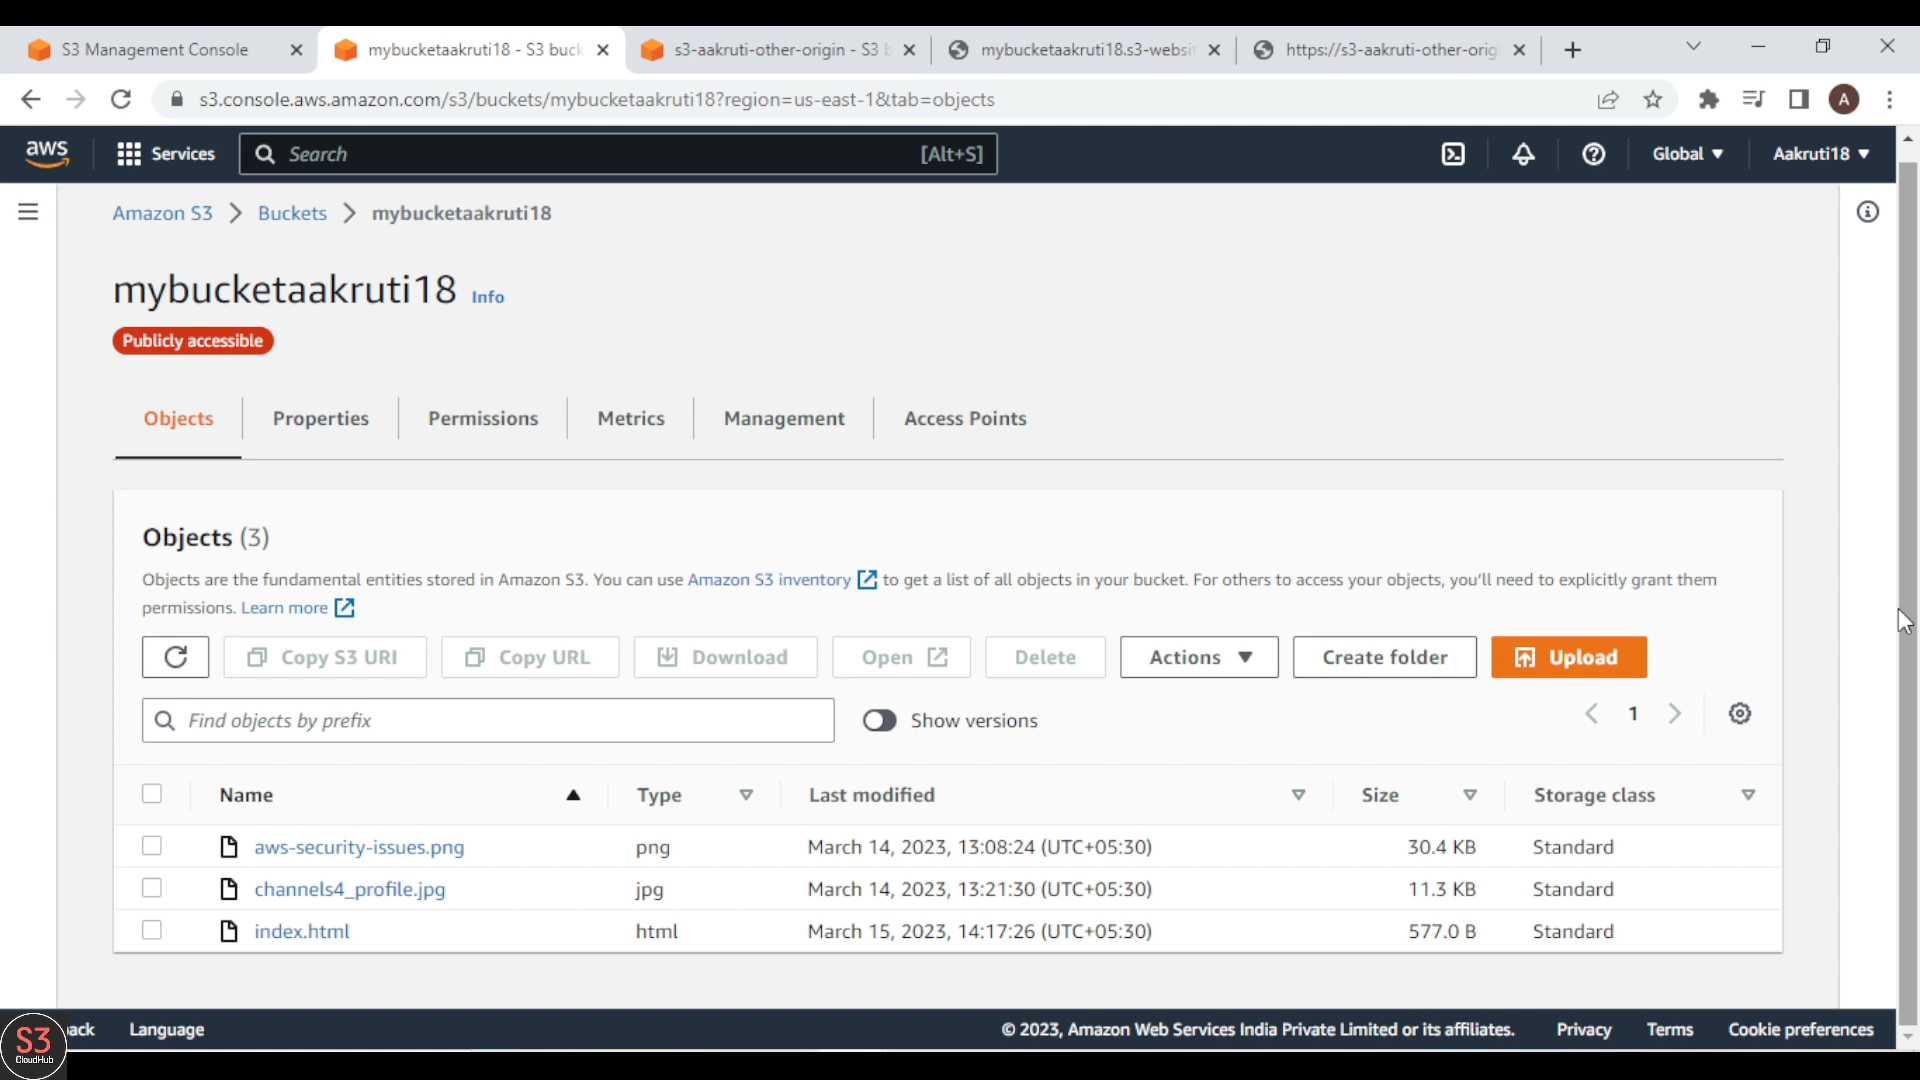 S3 Management Console
mybucketaakruti18 - S3 buck
s3-aakruti-other-origin - S3 b
mybucketaakruti18.s3-websit
https://s3-aakruti-other-orig
s3.console.aws.amazon.com/s3/buckets/mybucketaakruti18?region=us-east-1&tab=objects
A
aws
Services
Search
[Alt+S]
Global
Aakruti18
Amazon S3 > Buckets > mybucketaakruti18
mybucketaakruti18 Info
Publicly accessible
Objects
Properties
Permissions
Metrics
Management
Access Points
Objects (3)
Objects are the fundamental entities stored in Amazon S3. You can use Amazon S3 inventory to get a list of all objects in your bucket. For others to access your objects, you'll need to explicitly grant them
permissions. Learn more
Copy S3 URI
Copy URL
Download
Open
Delete
Actions
Create folder
Upload
Find objects by prefix
Show versions
1
Name Type Last modified Size Storage class
aws-security-issues.png png March 14, 2023, 13:08:24 (UTC+05:30) 30.4 KB Standard
channels4_profile.jpg jpg March 14, 2023, 13:21:30 (UTC+05:30) 11.3 KB Standard
index.html html March 15, 2023, 14:17:26 (UTC+05:30) 577.0 B Standard
back
Language
© 2023, Amazon Web Services India Private Limited or its affiliates.
Privacy
Terms
Cookie preferences
S3
CloudHub